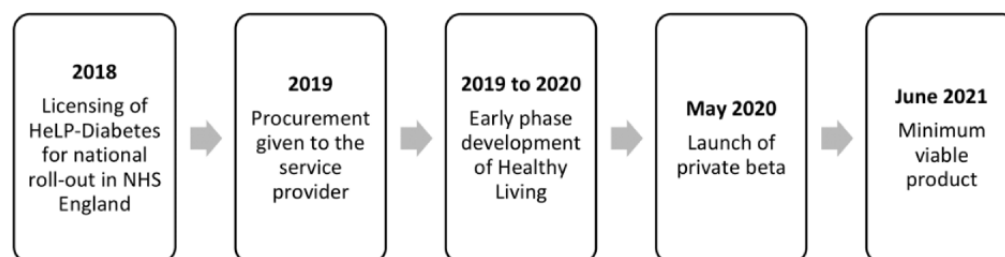 2018
Licensing of
HeLP-Diabetes
for national
roll-out in NHS
England
2019
Procurement
given to the
service
provider
2019 to 2020
Early phase
development
of Healthy
Living
May 2020
Launch of
private beta
June 2021
Minimum
viable
product